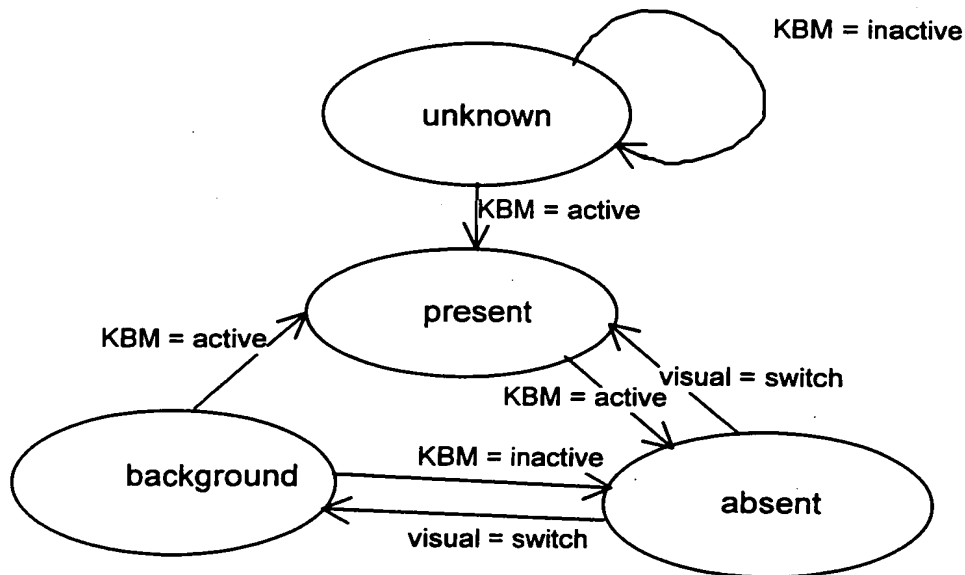 KBM = inactive
unknown
KBM = active
present
KBM = active
visual = switch
KBM = active
KBM = inactive
background
absent
visual = switch